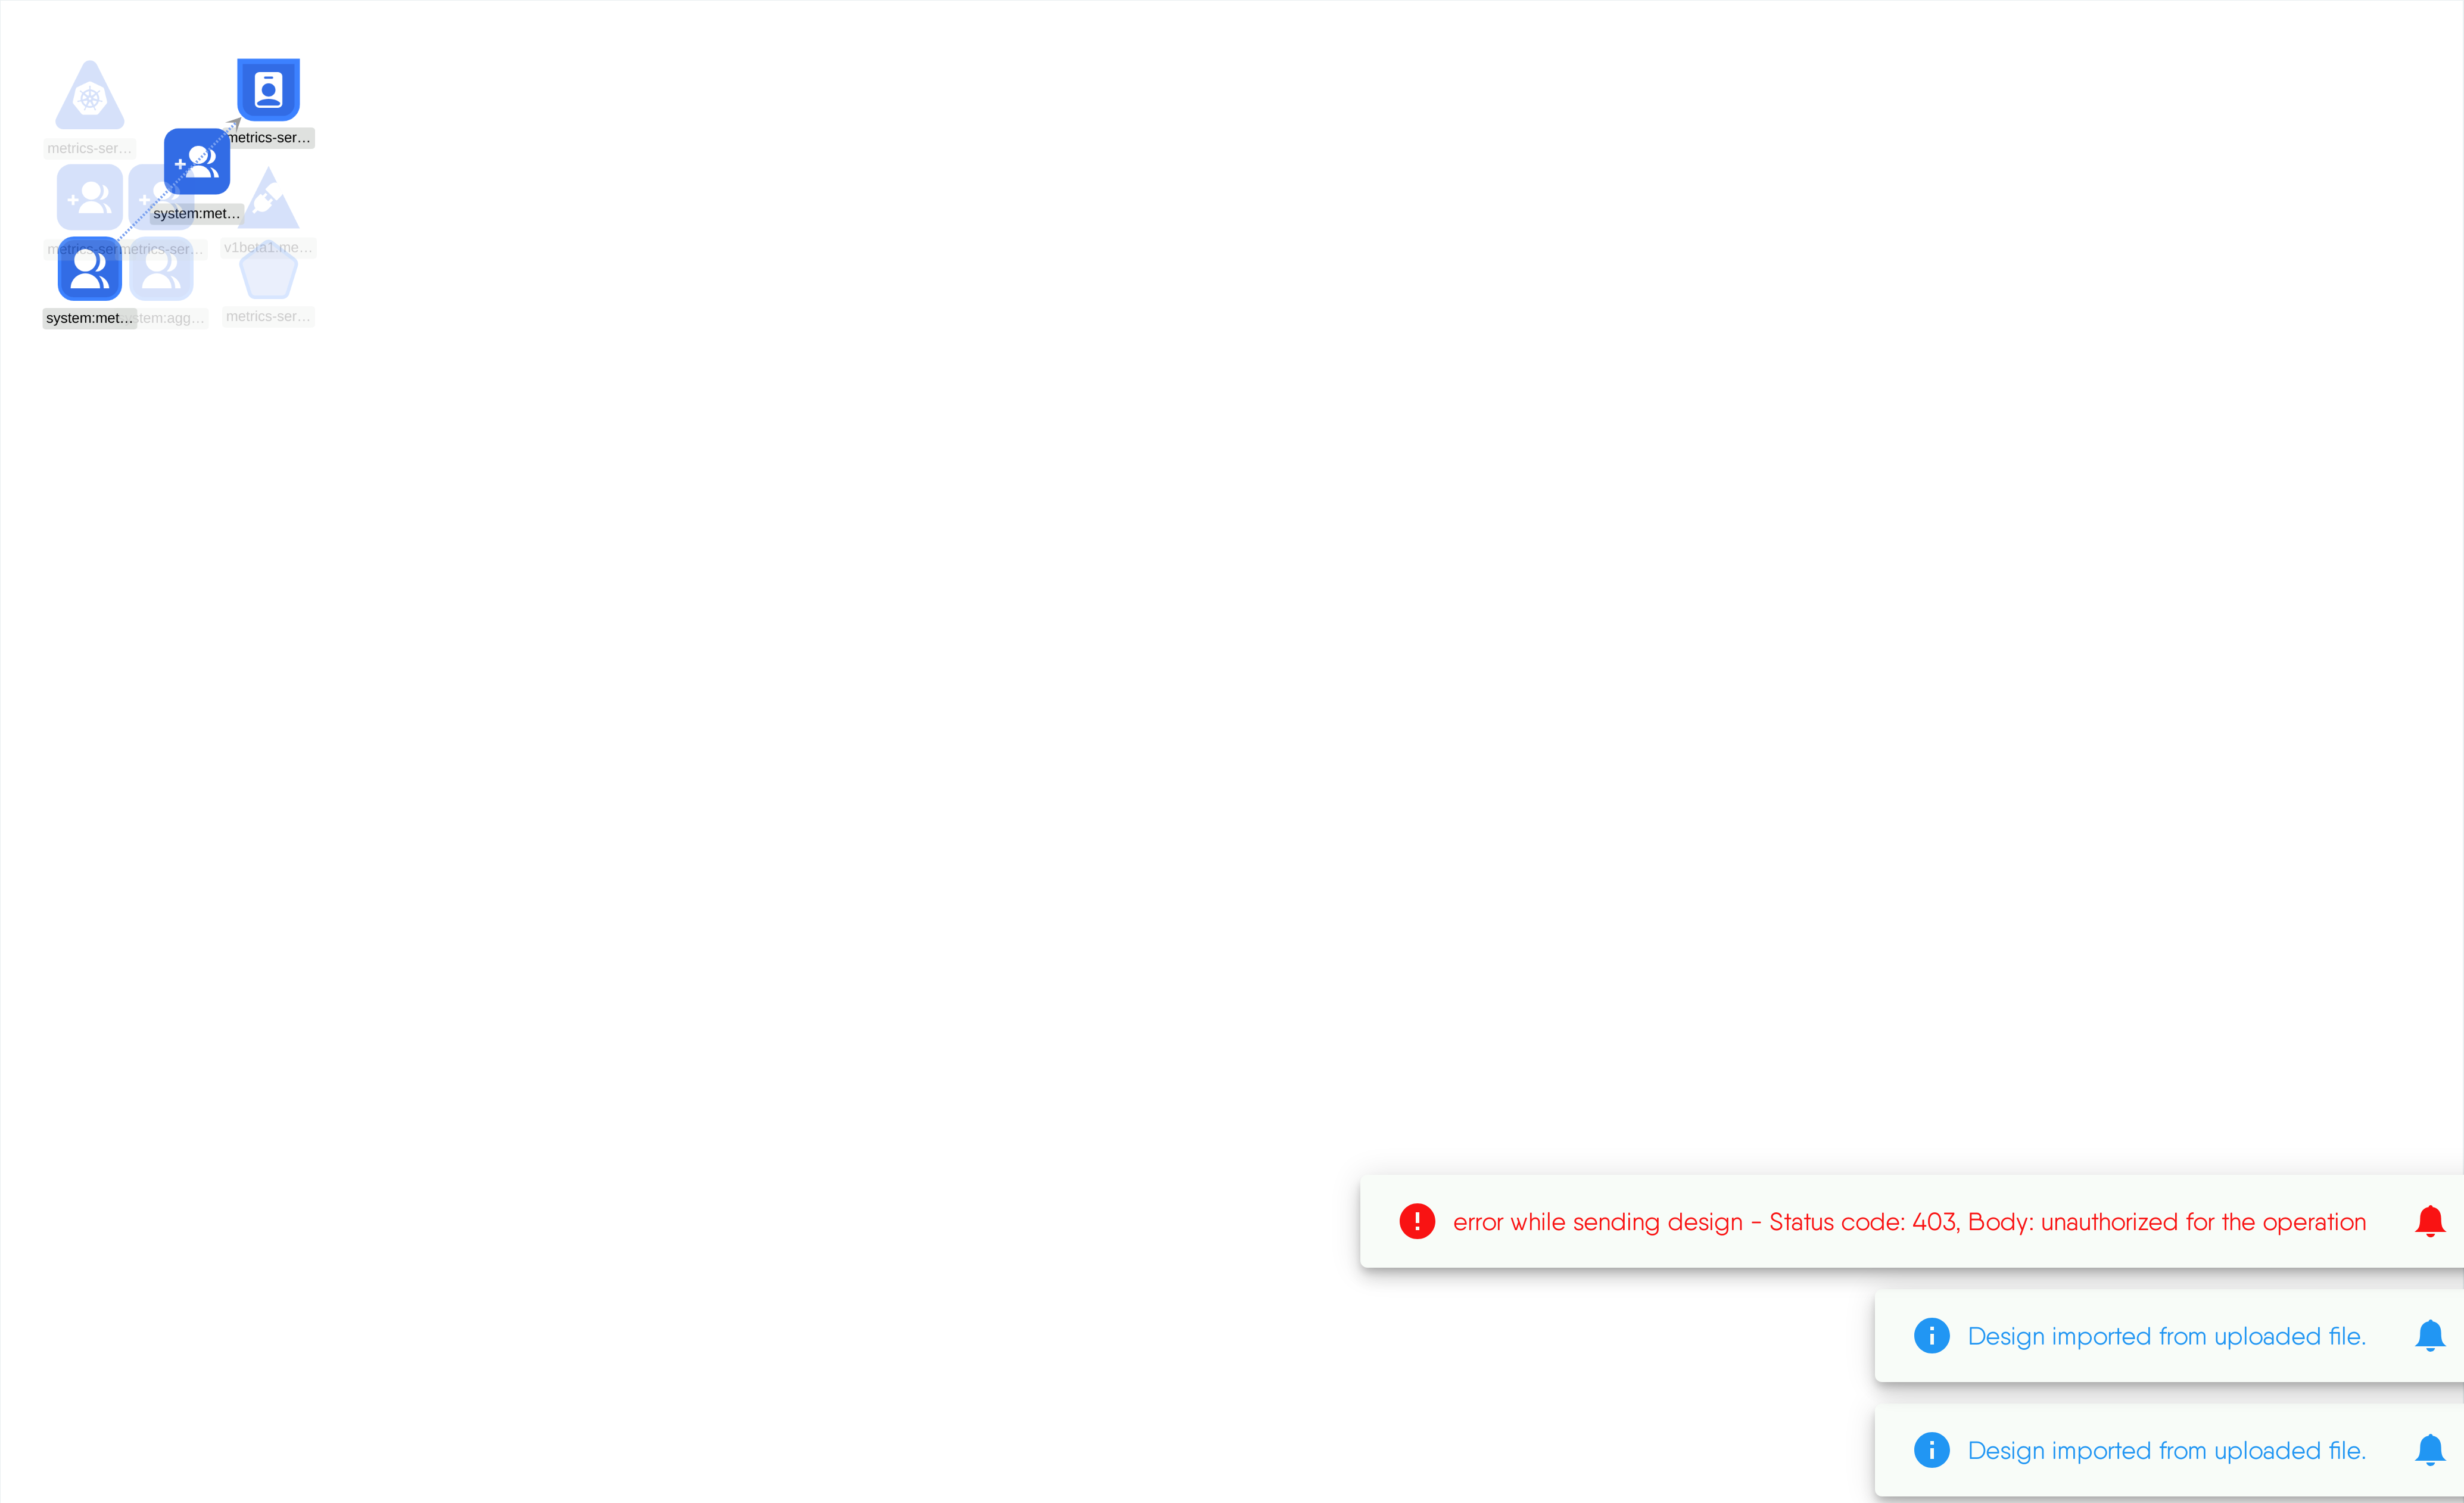 metrics-ser…
metrics-ser…
system:met…
metrics-ser…
metrics-ser…
v1beta1.me…
system:met…
stem:agg…
metrics-ser…
error while sending design - Status code: 403, Body: unauthorized for the operation
Design imported from uploaded file.
Design imported from uploaded file.